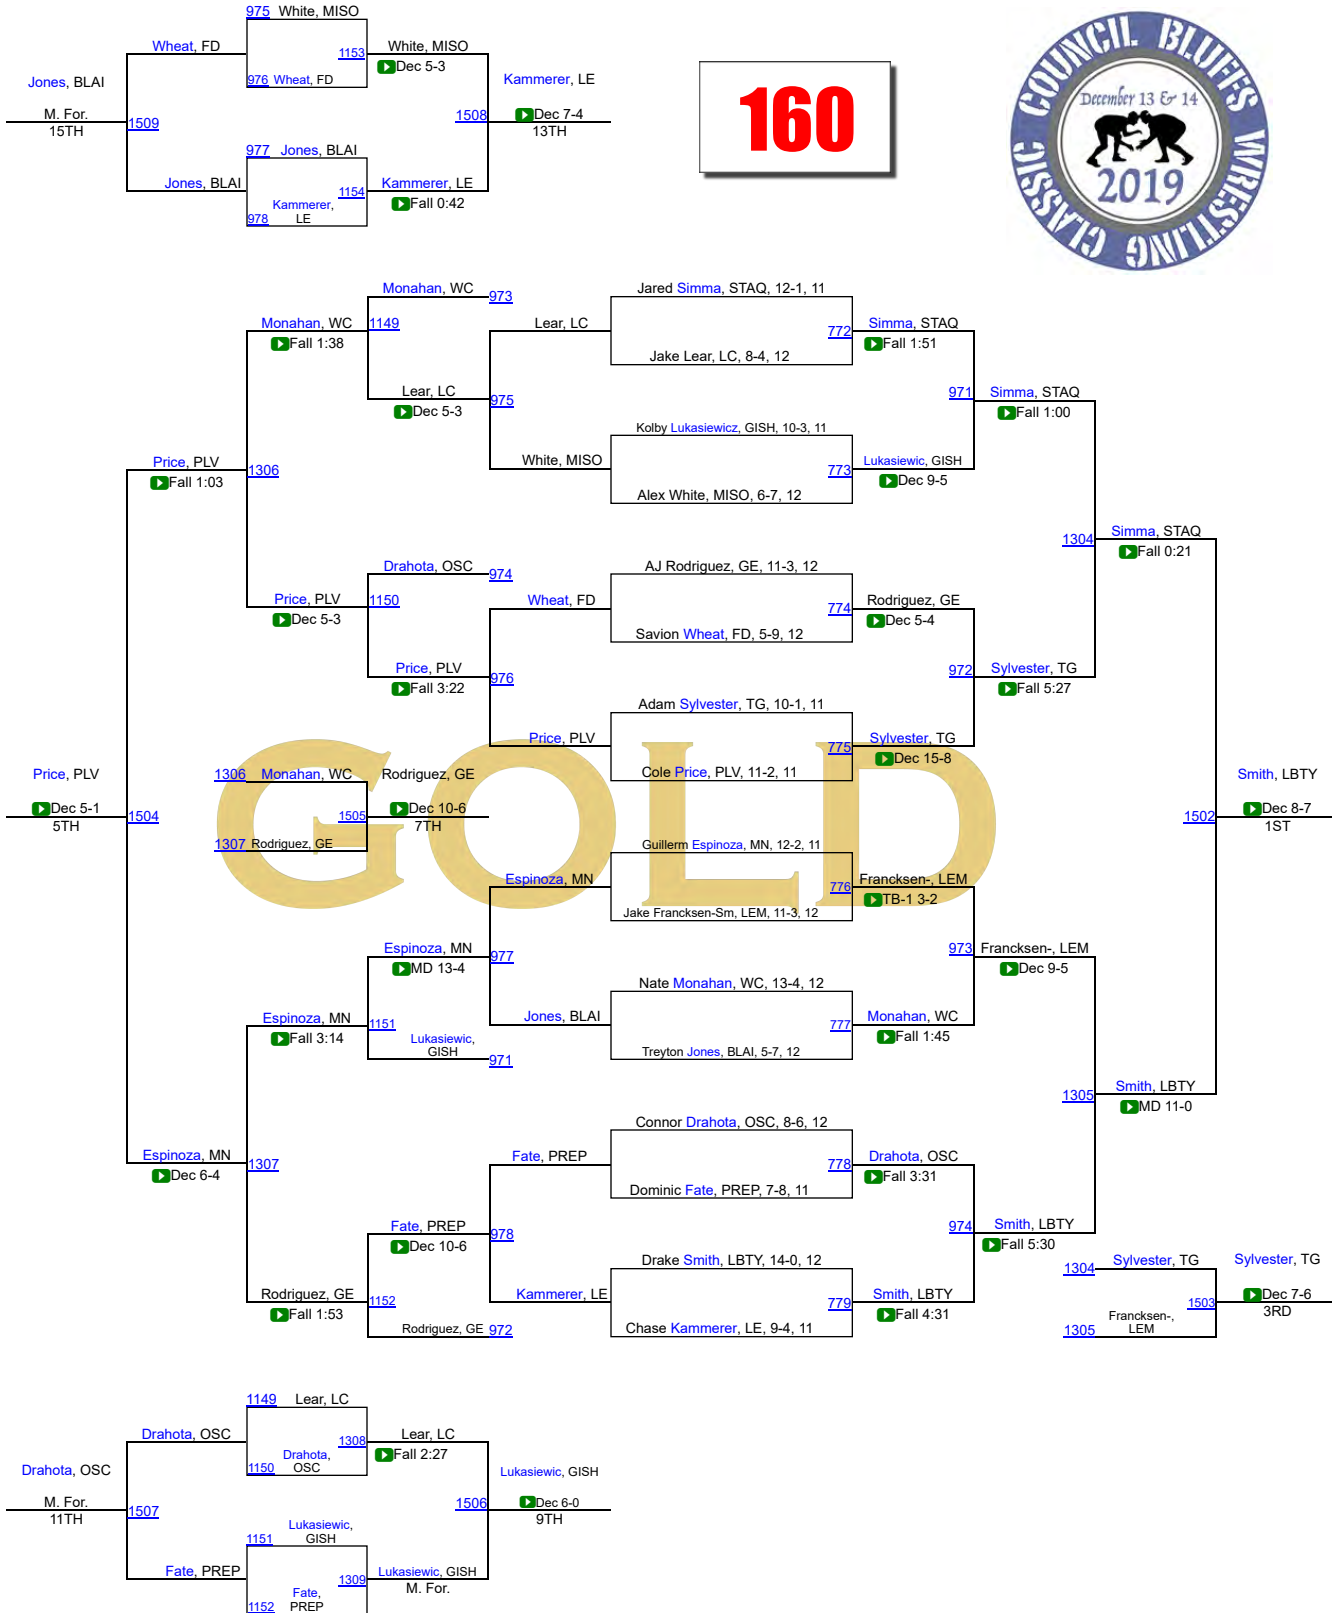 975 White, MISO
Wheat, FD
1153 White, MISO
Dec 5-3
976 Wheat, FD
Jones, BLAI
Kammerer, LE
M. For.
1509
1508
Dec 7-4
15TH
13TH
977 Jones, BLAI
Jones, BLAI
1154 Kammerer, LE
Fall 0:42
Kammerer,
978 LE
160
COUNCIL BLUFFS WRESTLING CLASSIC
December 13 & 14
2019
Monahan, WC 973
Jared Simma, STAQ, 12-1, 11
Monahan, WC 1149
Lear, LC
772 Simma, STAQ
Fall 1:38
Fall 1:51
Jake Lear, LC, 8-4, 12
Lear, LC
975
971 Simma, STAQ
Dec 5-3
Fall 1:00
Kolby Lukasiewicz, GISH, 10-3, 11
Price, PLV
1306
White, MISO
773 Lukasiewic, GISH
Fall 1:03
Dec 9-5
Alex White, MISO, 6-7, 12
1304 Simma, STAQ
Fall 0:21
Drahota, OSC 974
AJ Rodriguez, GE, 11-3, 12
Price, PLV 1150
Wheat, FD
774 Rodriguez, GE
Dec 5-3
Dec 5-4
Savion Wheat, FD, 5-9, 12
Price, PLV
976
972 Sylvester, TG
Fall 3:22
Fall 5:27
Adam Sylvester, TG, 10-1, 11
Price, PLV
775 Sylvester, TG
Dec 15-8
Cole Price, PLV, 11-2, 11
GOLD
Price, PLV
1306 Monahan, WC
Rodriguez, GE
Smith, LBTY
Dec 5-1
1504
1505
Dec 10-6
1502
Dec 8-7
5TH
7TH
1ST
1307 Rodriguez, GE
Guillerm Espinoza, MN, 12-2, 11
Espinoza, MN
776 Francksen-, LEM
TB-1 3-2
Jake Francksen-Sm, LEM, 11-3, 12
Espinoza, MN
977
973 Francksen-, LEM
MD 13-4
Dec 9-5
Nate Monahan, WC, 13-4, 12
Espinoza, MN 1151
Jones, BLAI
777 Monahan, WC
Fall 3:14
Fall 1:45
Lukasiewic,
GISH 971
Treyton Jones, BLAI, 5-7, 12
1305 Smith, LBTY
MD 11-0
Connor Drahota, OSC, 8-6, 12
Espinoza, MN
1307
Fate, PREP
778 Drahota, OSC
Dec 6-4
Fall 3:31
Dominic Fate, PREP, 7-8, 11
Fate, PREP
978
974 Smith, LBTY
Dec 10-6
Fall 5:30
Drake Smith, LBTY, 14-0, 12
1304 Sylvester, TG
Sylvester, TG
Rodriguez, GE 1152
Kammerer, LE
779 Smith, LBTY
1503
Dec 7-6
Fall 1:53
Fall 4:31
3RD
Rodriguez, GE 972
Chase Kammerer, LE, 9-4, 11
Francksen-,
1305 LEM
1149 Lear, LC
Drahota, OSC
1308 Lear, LC
Fall 2:27
Drahota,
1150 OSC
Drahota, OSC
Lukasiewic, GISH
M. For.
1507
1506
Dec 6-0
11TH
9TH
Lukasiewic,
1151 GISH
Fate, PREP
1309 Lukasiewic, GISH
M. For.
Fate,
1152 PREP